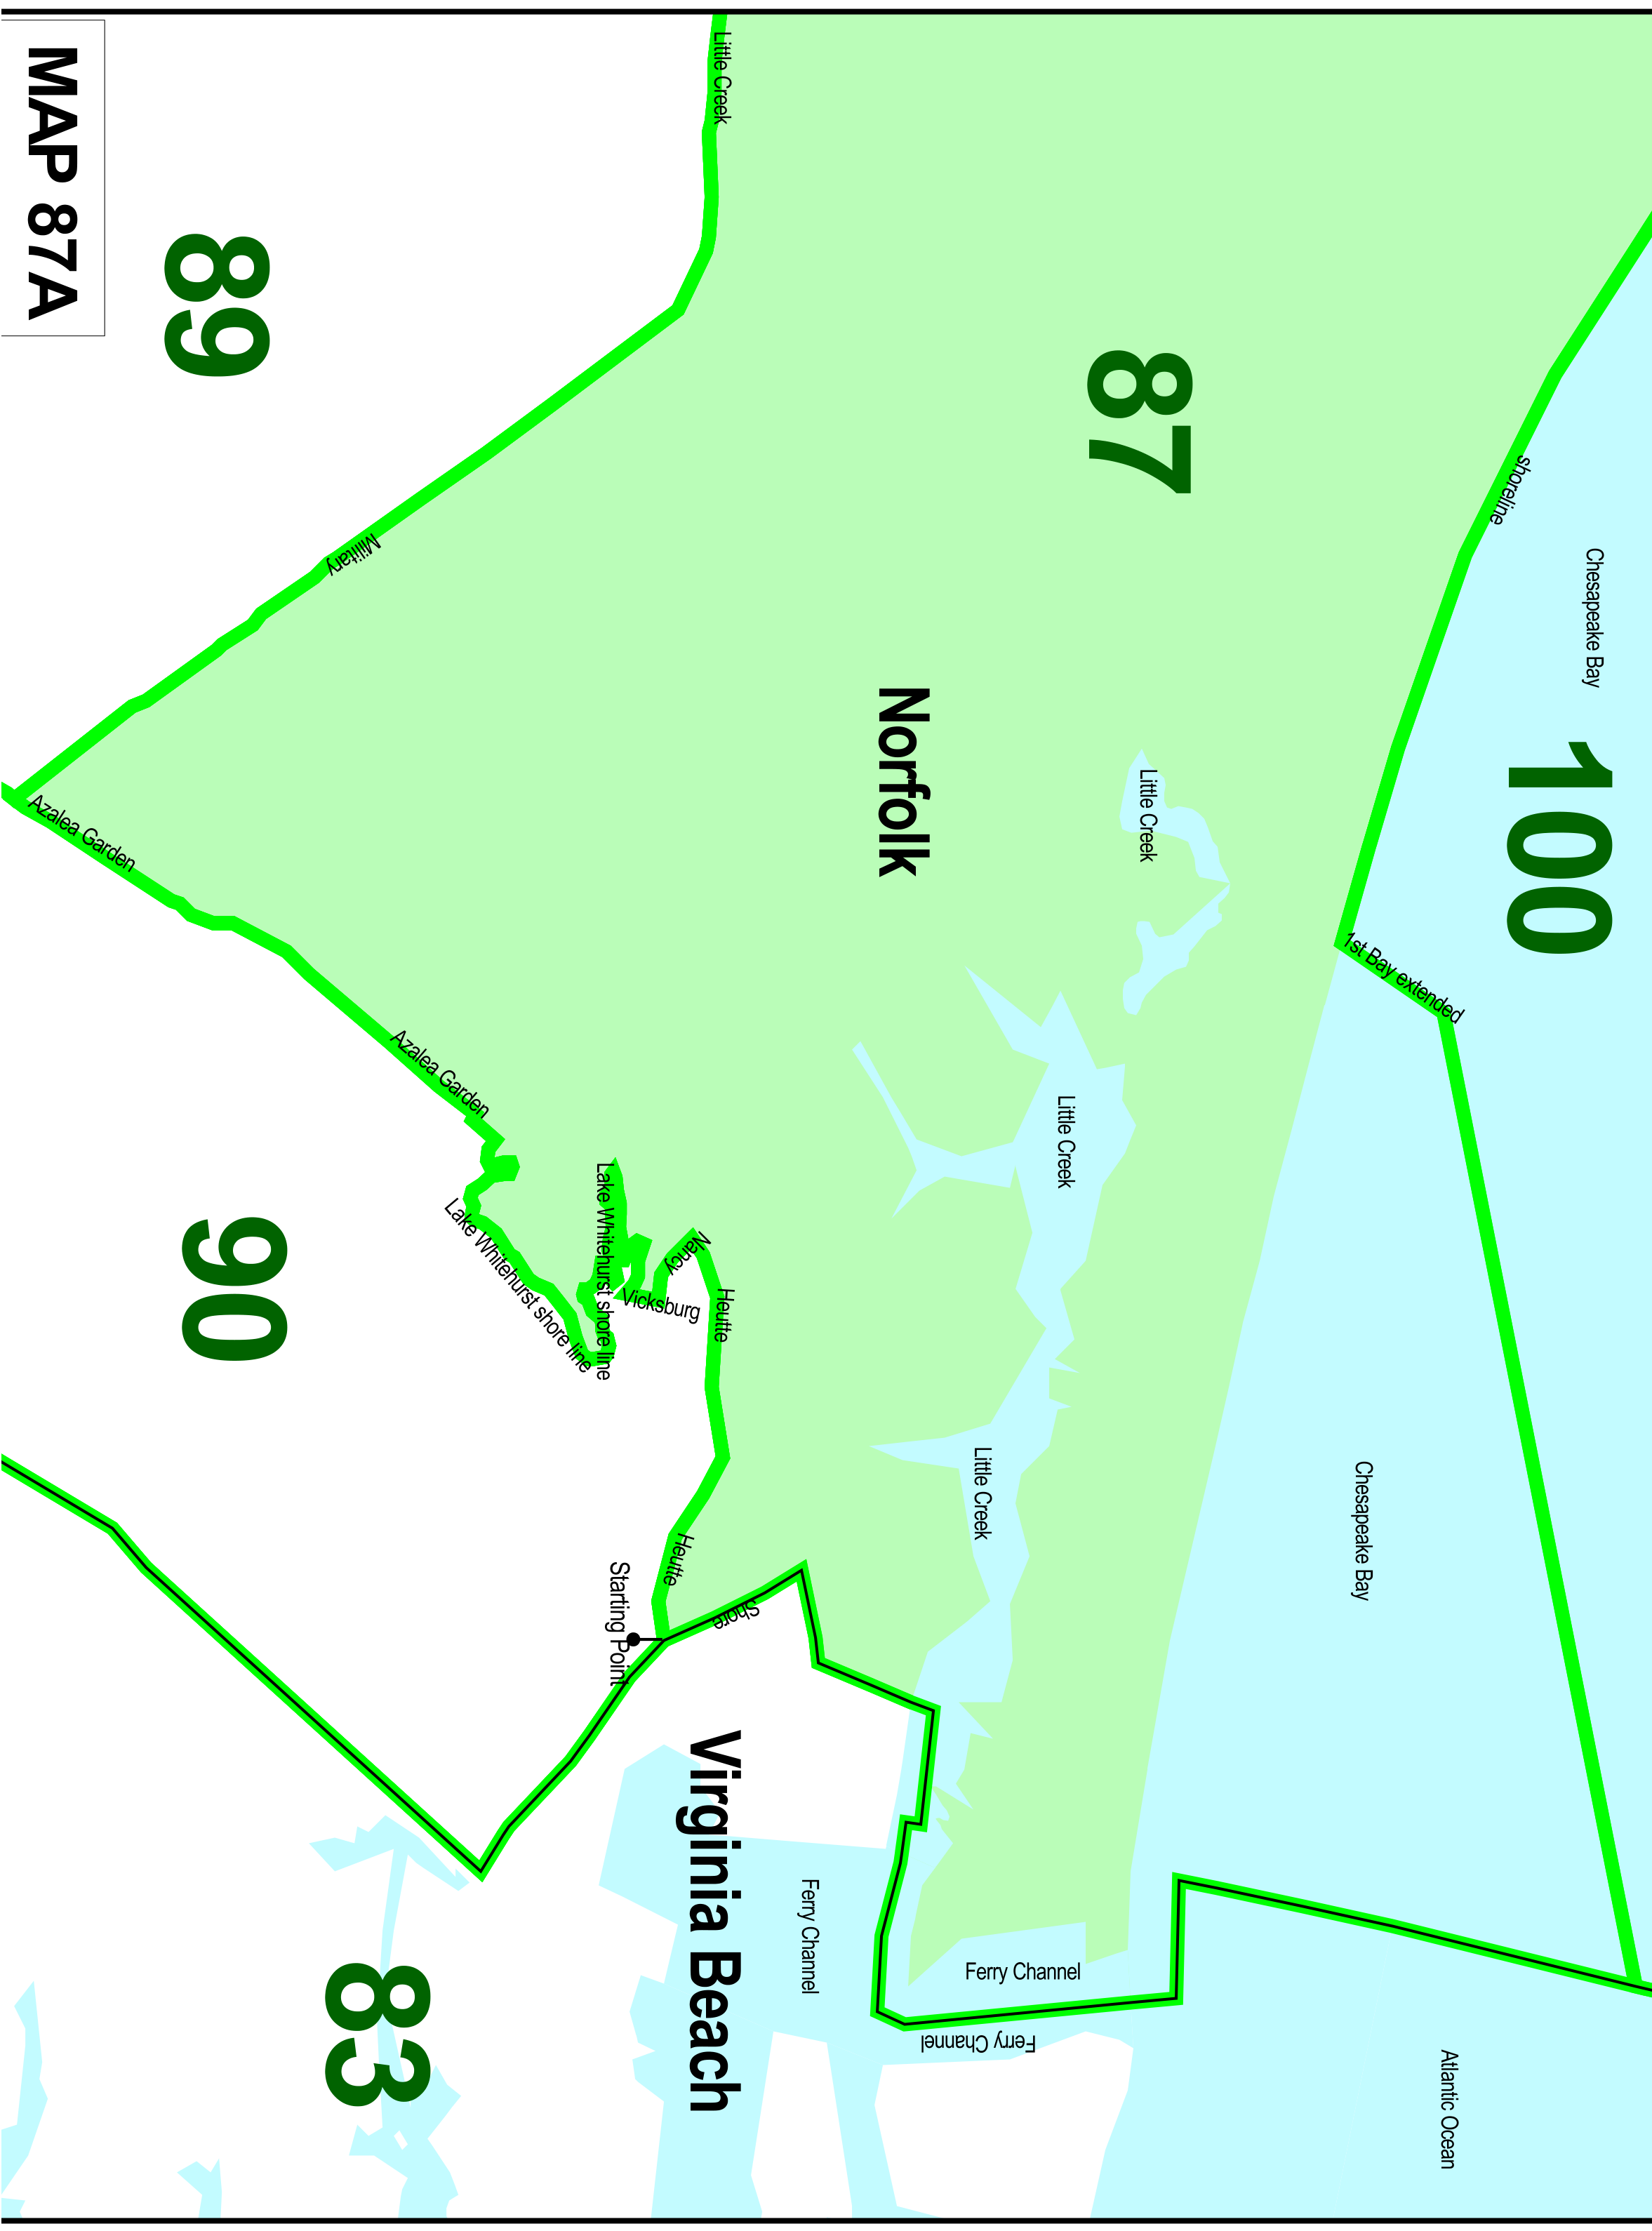 MAP 87A
89
Little Creek
87
shoreline
Chesapeake Bay
100
Military
Norfolk
Little Creek
Azalea Garden
1st Bay extended
Azalea Garden
Little Creek
Lake Whitehurst shore line
Lake Whitehurst shore line
Nancy
Vicksburg
Heutte
90
Little Creek
Chesapeake Bay
Heutte
Shore
Starting Point
Virginia Beach
Ferry Channel
Ferry Channel
Ferry Channel
83
Atlantic Ocean